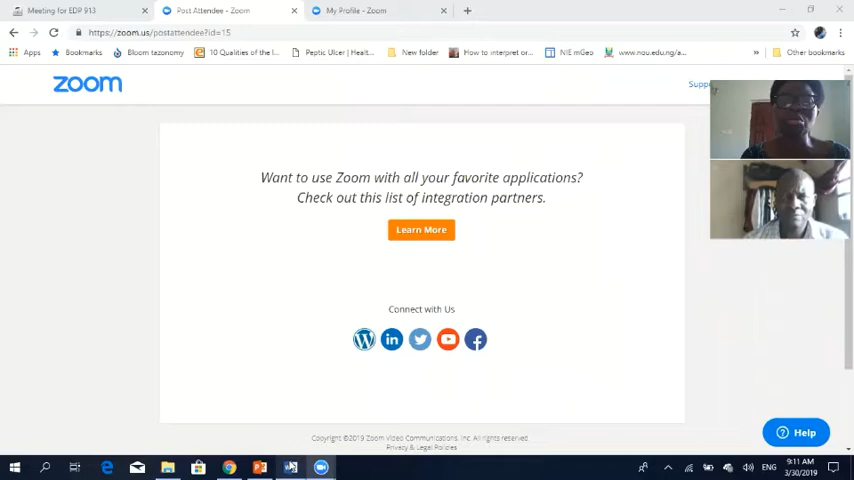 Meeting for EDP 913
Post Attendee - Zoom
My Profile - Zoom
https://zoom.us/postattendee?id=15
Apps Bookmarks Bloom tazonomy 10 Qualities of the I... Peptic Ulcer | Healt... New folder How to interpret or... NIE mGeo www.nou.edu.ng/a... » Other bookmarks
zoom
Suppo
Want to use Zoom with all your favorite applications?
Check out this list of integration partners.
Learn More
Connect with Us
Copyright ©2019 Zoom Video Communications, Inc. All rights reserved.
Privacy & Legal Policies
Help
ENG
9:11 AM
3/30/2019